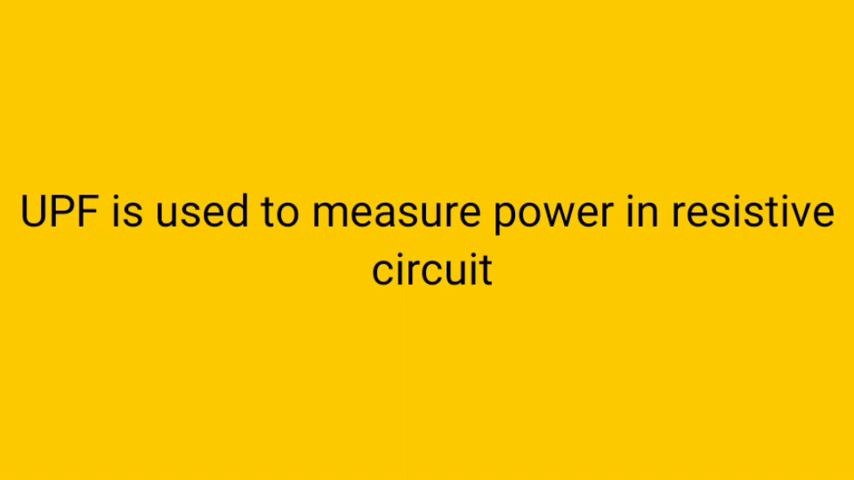 UPF is used to measure power in resistive
circuit